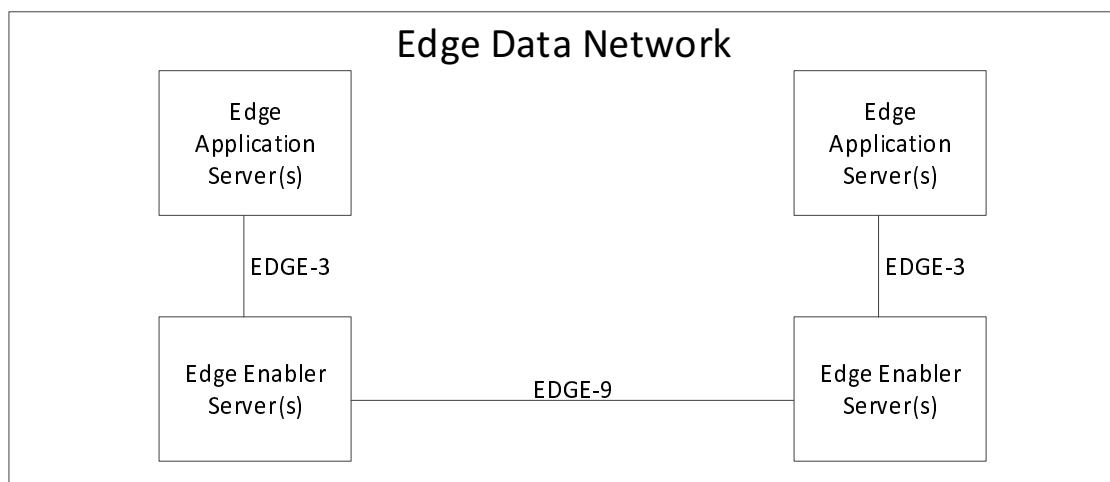 Edge Data Network
Edge
Application
Server(s)
Edge
Application
Server(s)
EDGE-3
EDGE-3
Edge Enabler
Server(s)
EDGE-9
Edge Enabler
Server(s)